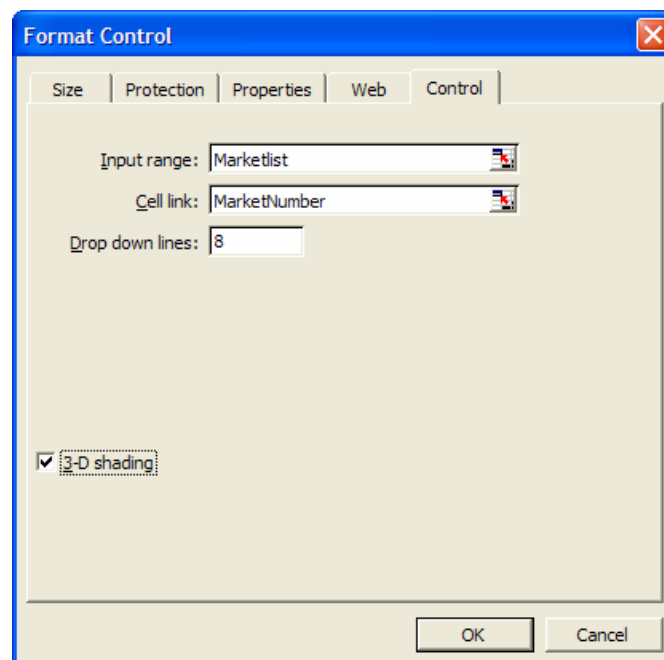 Format Control
Size Protection Properties Web Control
Input range: Marketlist
Cell link: MarketNumber
Drop down lines: 8
3-D shading
OK Cancel